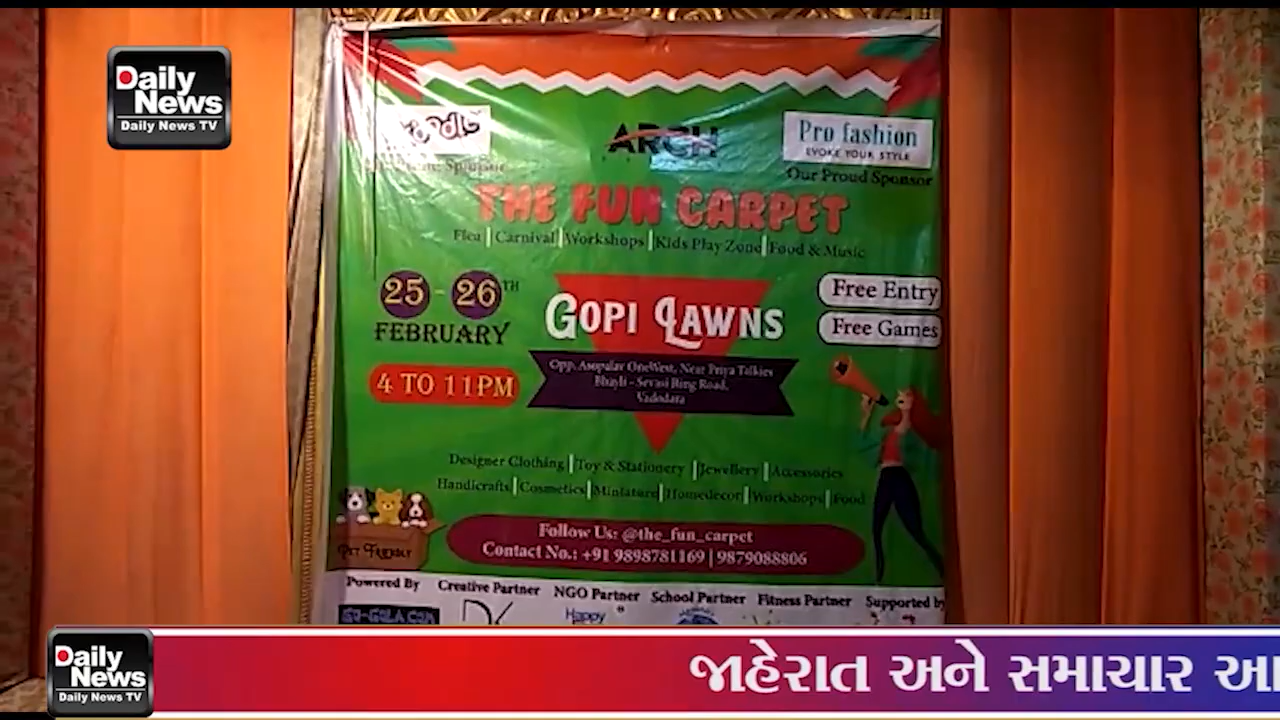 Daily
News
Daily News TV
ARCH
Pro fashion
EVOKE YOUR STYLE
Sponsor
Our Proud Sponsor
THE FUN CARPET
Flea | Carnival | Workshops | Kids Play Zone | Food & Music
25 - 26TH
FEBRUARY
4 TO 11PM
GOPI LAWNS
Opp. Asopalav OneWest, Near Priya Talkies
Bhayli - Sevasi Ring Road,
Vadodara
Free Entry
Free Games
Designer Clothing | Toy & Stationery | Jewellery | Accessories
Handicrafts | Cosmetics | Miniature | Homedecor | Workshops | Food
PET FRIENDLY
Follow Us: @the_fun_carpet
Contact No.: +91 9898781169 | 9879088806
Powered By Creative Partner NGO Partner School Partner Fitness Partner Supported by
Happy
Daily
News
Daily News TV
જાહેરાત અને સમાચાર આ